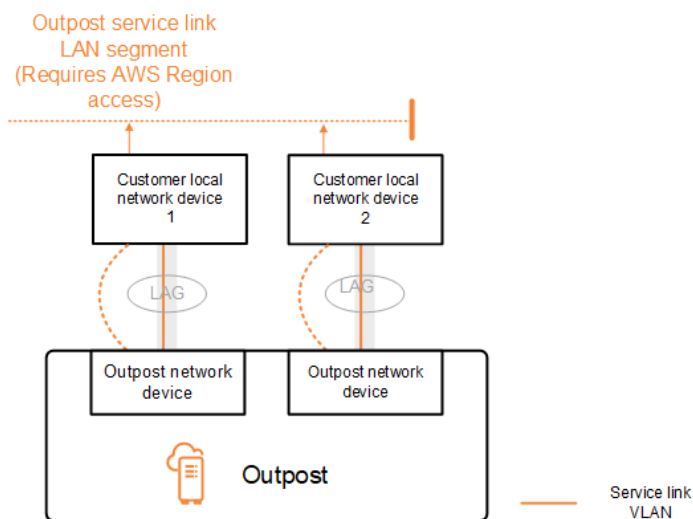 Outpost service link
LAN segment
(Requires AWS Region
access)
Customer local
network device
1
Customer local
network device
2
LAG
LAG
Outpost network
device
Outpost network
device
Outpost
Service link
VLAN